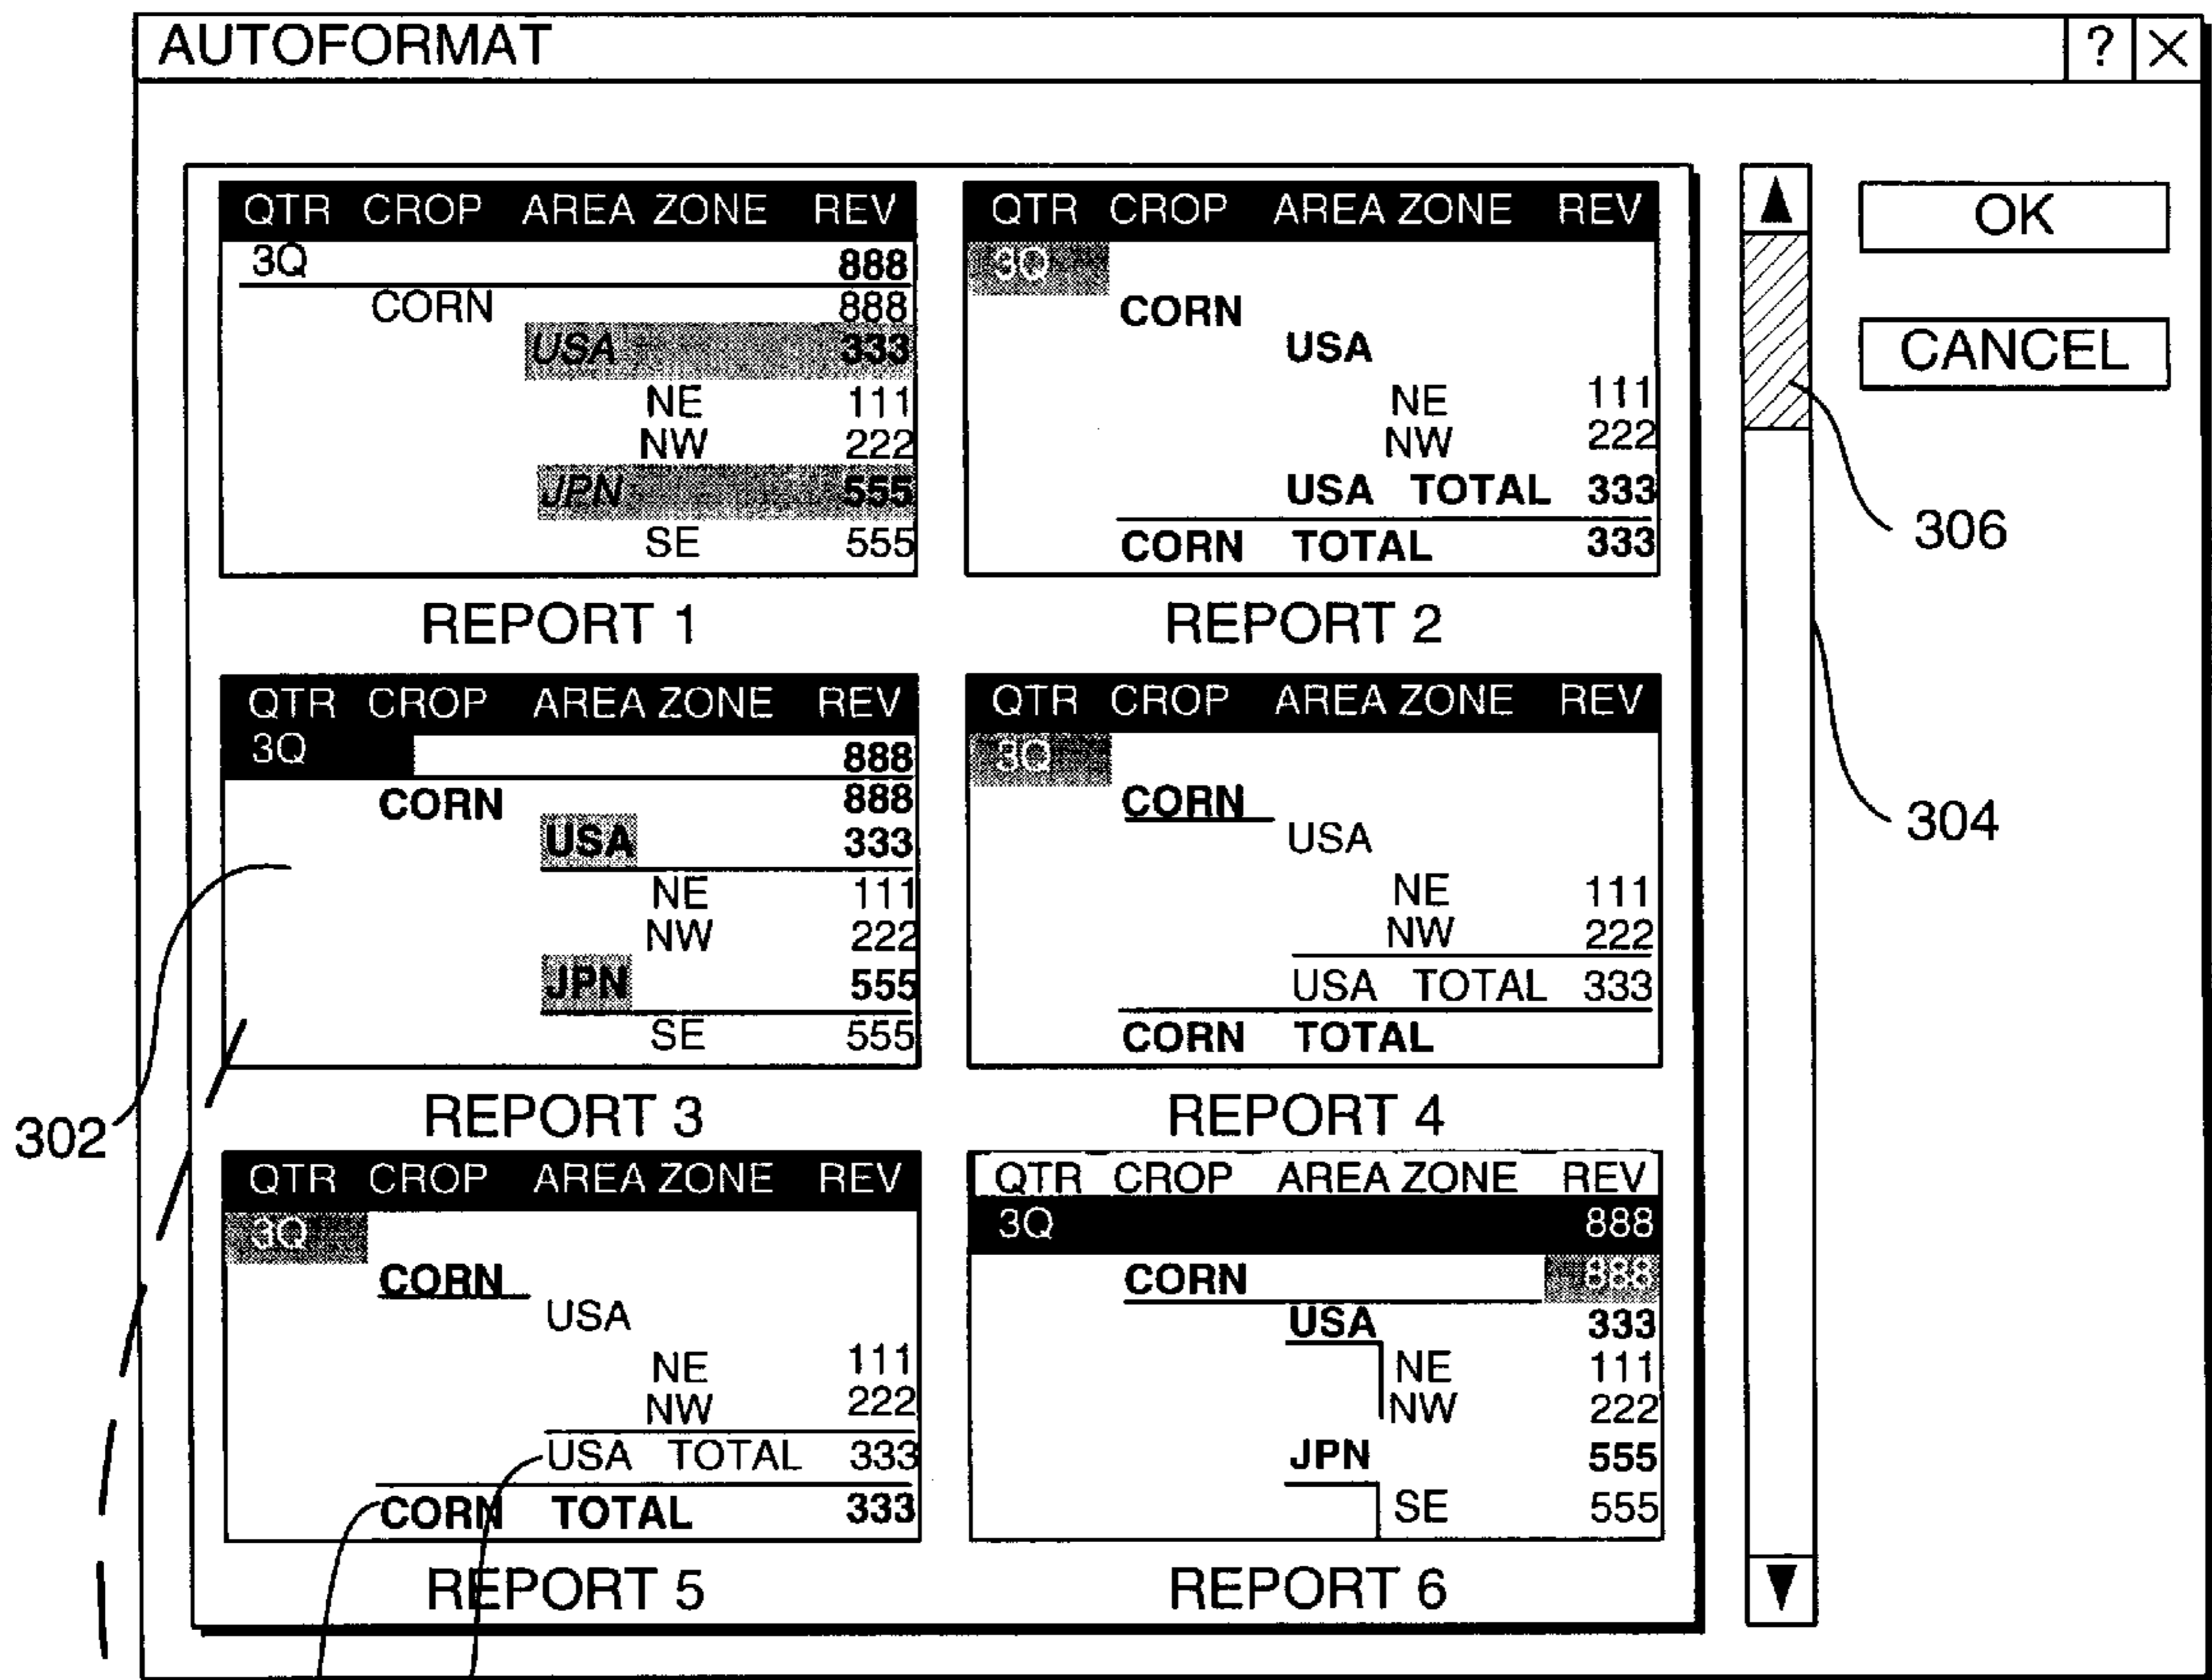 AUTOFORMAT ? X
OK
CANCEL
QTR CROP AREA ZONE REV
3Q 888
CORN 888
USA 333
NE 111
NW 222
JPN 555
SE 555
REPORT 1
QTR CROP AREA ZONE REV
3Q
CORN
USA
NE 111
NW 222
USA TOTAL 333
CORN TOTAL 333
REPORT 2
306
304
QTR CROP AREA ZONE REV
3Q 888
CORN 888
USA 333
NE 111
NW 222
JPN 555
SE 555
REPORT 3
302
QTR CROP AREA ZONE REV
3Q
CORN
USA
NE 111
NW 222
USA TOTAL 333
CORN TOTAL
REPORT 4
QTR CROP AREA ZONE REV
3Q
CORN
USA
NE 111
NW 222
USA TOTAL 333
CORN TOTAL 333
REPORT 5
QTR CROP AREA ZONE REV
3Q 888
CORN 888
USA 333
NE 111
NW 222
JPN 555
SE 555
REPORT 6